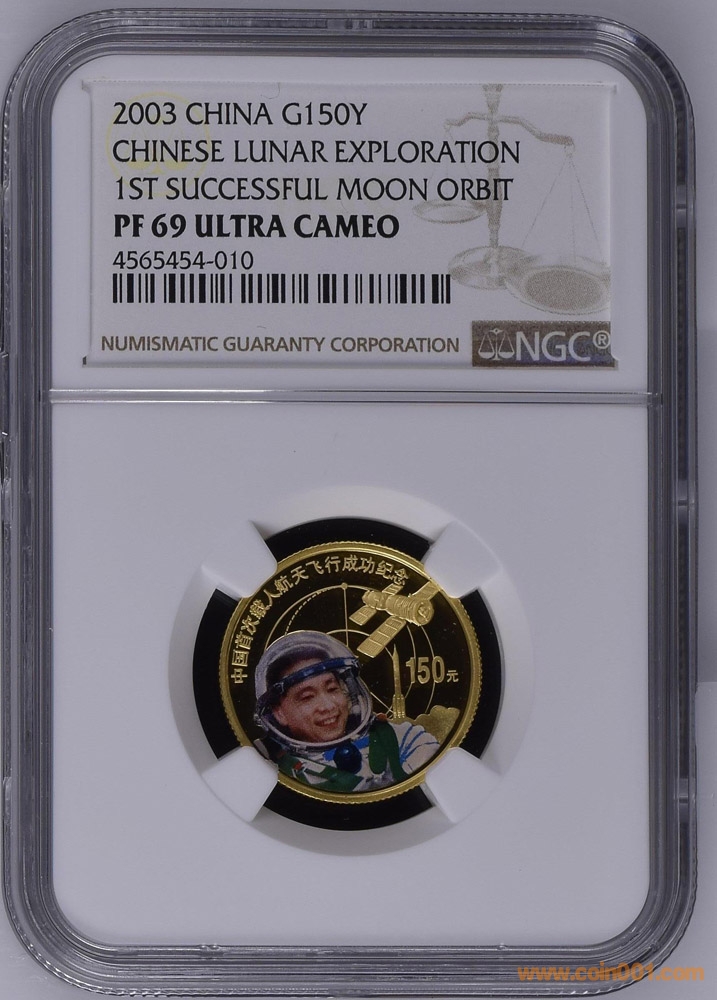 2003 CHINA G150Y
CHINESE LUNAR EXPLORATION
1ST SUCCESSFUL MOON ORBIT
PF 69 ULTRA CAMEO
4565454-010
NUMISMATIC GUARANTY CORPORATION
NGC®
中国首次载人航天飞行成功纪念
150元
www.coin001.com